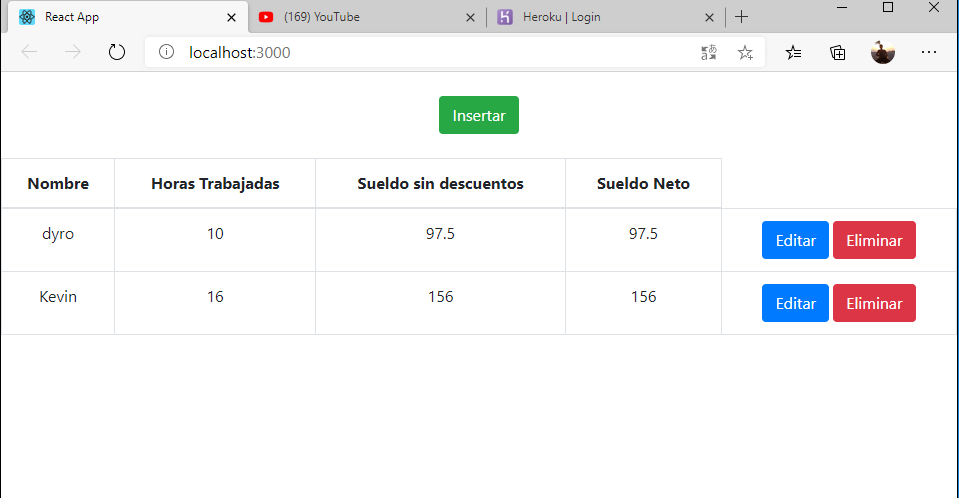 React App
(169) YouTube
Heroku | Login
localhost:3000
Insertar
Nombre Horas Trabajadas Sueldo sin descuentos Sueldo Neto
dyro 10 97.5 97.5 Editar Eliminar
Kevin 16 156 156 Editar Eliminar